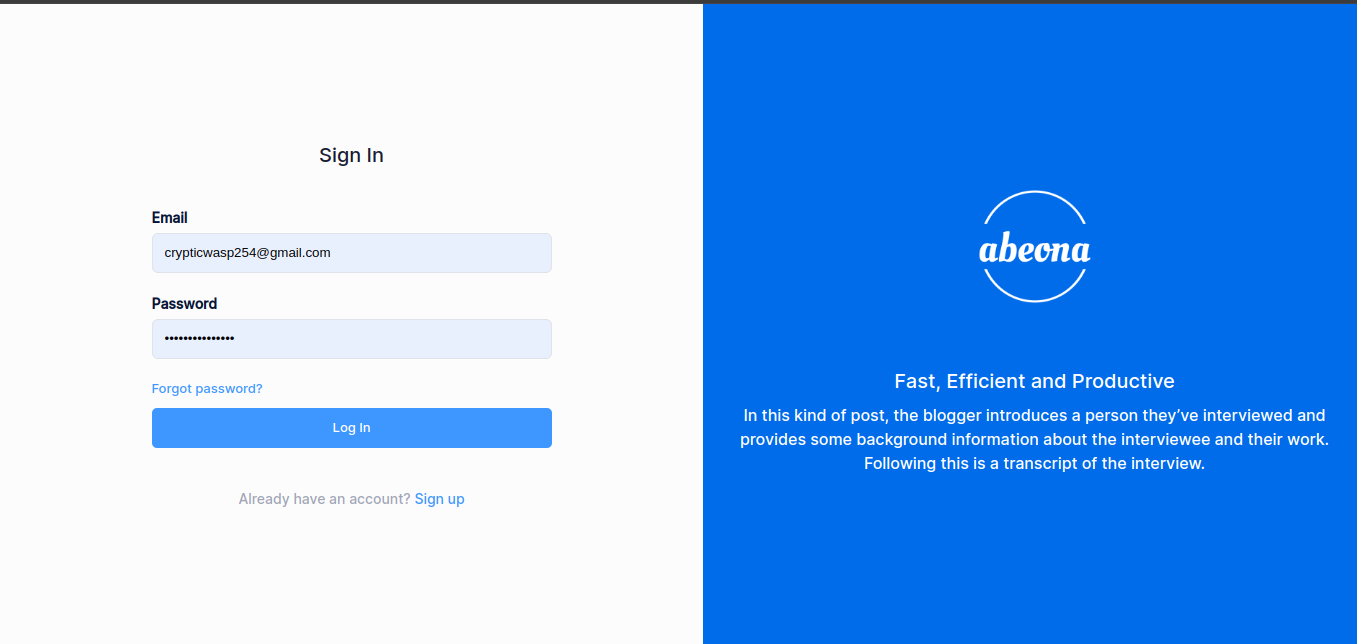 Sign In
Email
crypticwasp254@gmail.com
Password
•••••••••••••••
Forgot password?
Log In
Already have an account? Sign up
abeona
Fast, Efficient and Productive
In this kind of post, the blogger introduces a person they’ve interviewed and
provides some background information about the interviewee and their work.
Following this is a transcript of the interview.